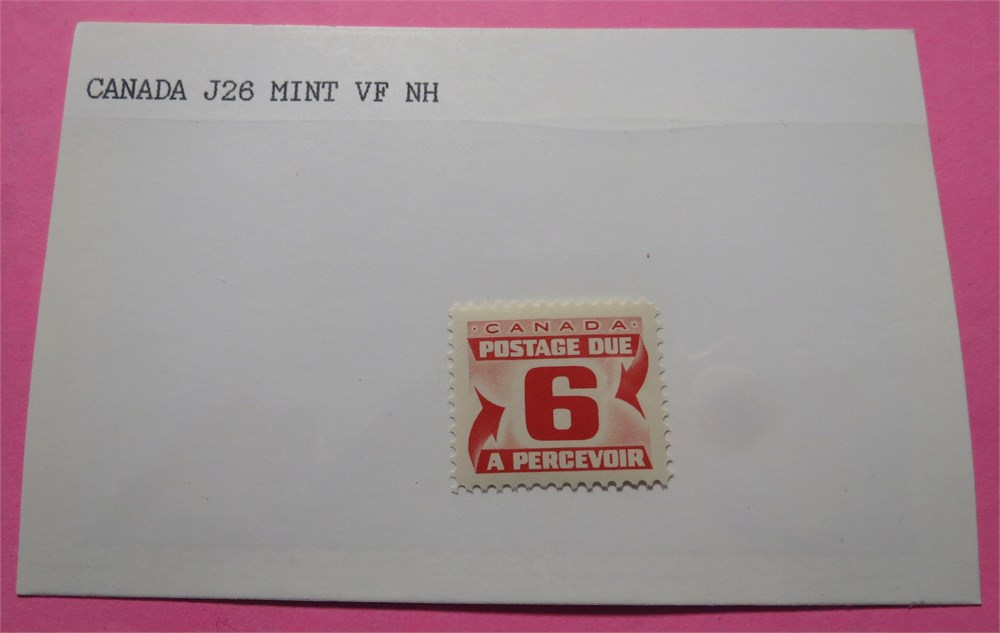 CANADA J26 MINT VF NH
· CANADA ·
POSTAGE DUE
6
A PERCEVOIR